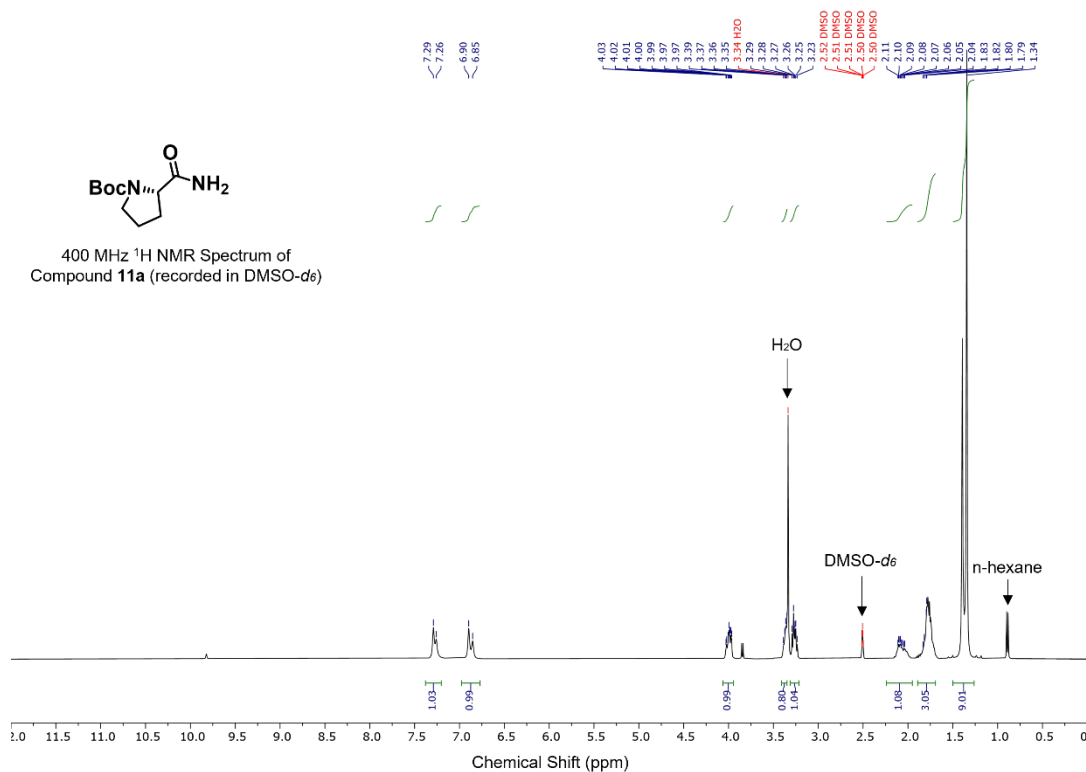 7.29
7.26
6.90
6.85
4.03
4.02
4.01
4.00
3.99
3.97
3.97
3.39
3.37
3.36
3.35
3.34 H2O
3.29
3.28
3.27
3.26
3.25
3.23
2.52 DMSO
2.51 DMSO
2.51 DMSO
2.50 DMSO
2.50 DMSO
2.11
2.10
2.09
2.08
2.07
2.06
2.05
2.04
1.83
1.82
1.80
1.79
1.34
O
Boc N NH₂
400 MHz ¹H NMR Spectrum of
Compound 11a (recorded in DMSO-d6)
H₂O
DMSO-d6
n-hexane
1.03
0.99
0.99
0.80
1.04
1.08
3.05
9.01
2.0 11.5 11.0 10.5 10.0 9.5 9.0 8.5 8.0 7.5 7.0 6.5 6.0 5.5 5.0 4.5 4.0 3.5 3.0 2.5 2.0 1.5 1.0 0
Chemical Shift (ppm)